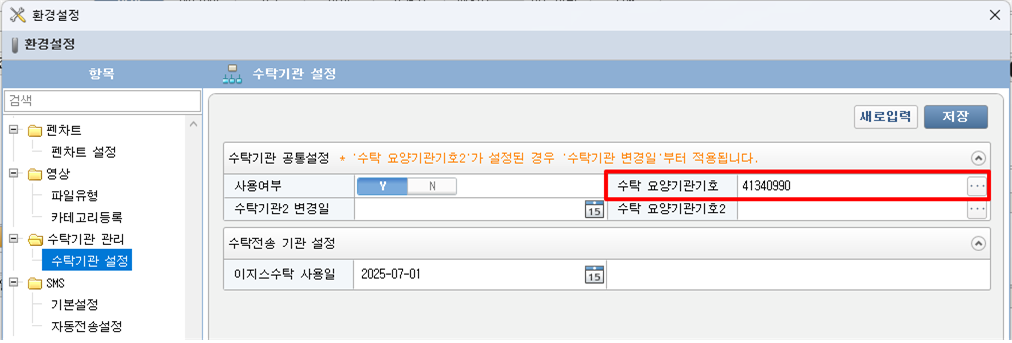 환경설정
환경설정
항목
수탁기관 설정
검색
새로입력 저장
펜차트
펜차트 설정
영상
파일유형
카테고리등록
수탁기관 관리
수탁기관 설정
SMS
기본설정
자동전송설정
수탁기관 공통설정 * '수탁 요양기관기호2'가 설정된 경우 '수탁기관 변경일'부터 적용됩니다.
사용여부 Y N 수탁 요양기관기호 41340990 ...
수탁기관2 변경일 15 수탁 요양기관기호2 ...
수탁전송 기관 설정
이지스수탁 사용일 2025-07-01 15